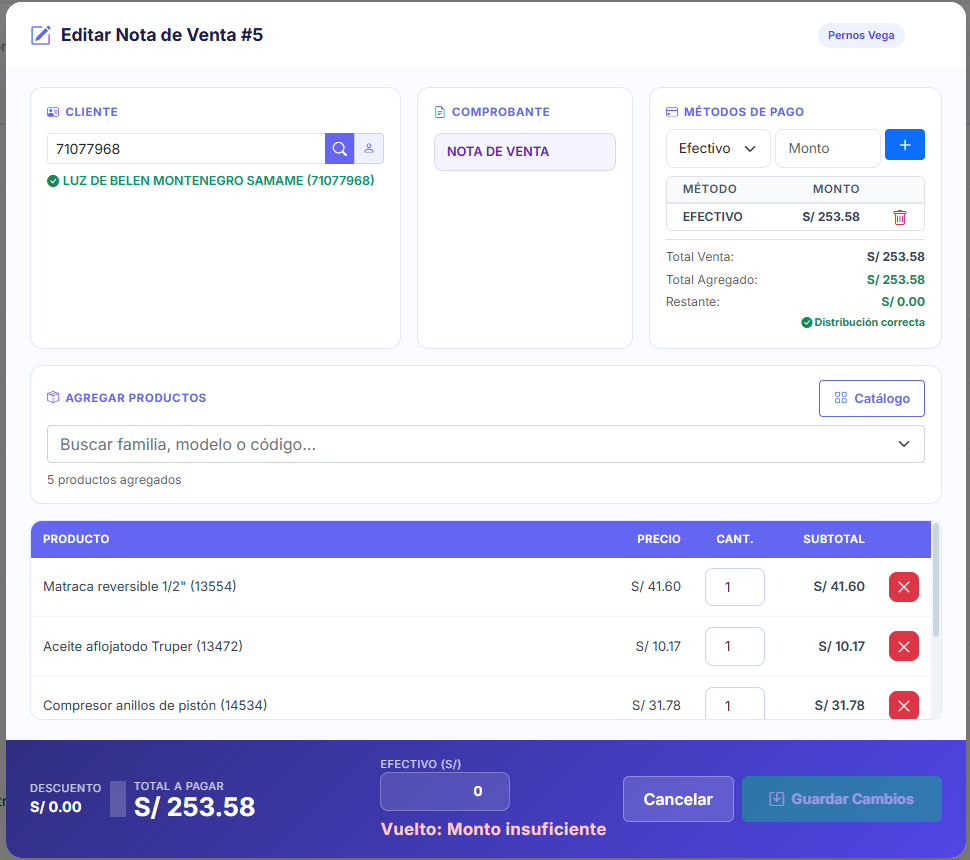 Editar Nota de Venta #5
Pernos Vega
CLIENTE
71077968
LUZ DE BELEN MONTENEGRO SAMAME (71077968)
COMPROBANTE
NOTA DE VENTA
MÉTODOS DE PAGO
Efectivo Monto +
MÉTODO MONTO
EFECTIVO S/ 253.58
Total Venta: S/ 253.58
Total Agregado: S/ 253.58
Restante: S/ 0.00
Distribución correcta
AGREGAR PRODUCTOS
Catálogo
Buscar familia, modelo o código...
5 productos agregados
PRODUCTO PRECIO CANT. SUBTOTAL
Matraca reversible 1/2" (13554) S/ 41.60 1 S/ 41.60
Aceite aflojatodo Truper (13472) S/ 10.17 1 S/ 10.17
Compresor anillos de pistón (14534) S/ 31.78 1 S/ 31.78
DESCUENTO
S/ 0.00
TOTAL A PAGAR
S/ 253.58
EFECTIVO (S/)
0
Vuelto: Monto insuficiente
Cancelar
Guardar Cambios